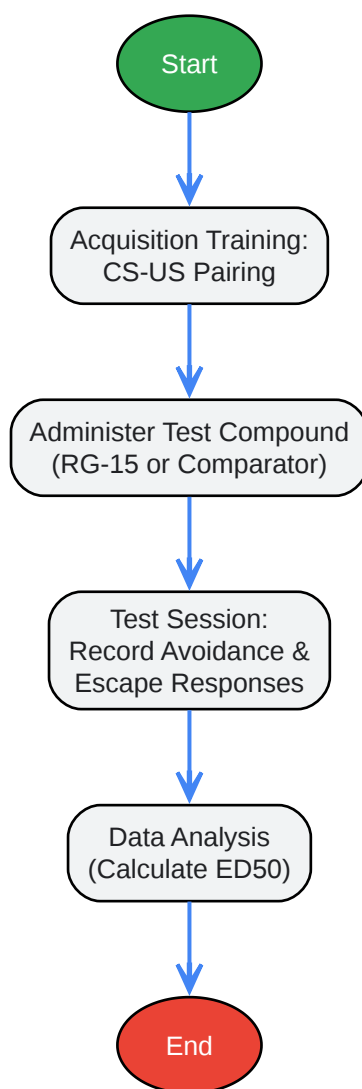 Start
Acquisition Training:
CS-US Pairing
Administer Test Compound
(RG-15 or Comparator)
Test Session:
Record Avoidance &
Escape Responses
Data Analysis
(Calculate ED50)
End